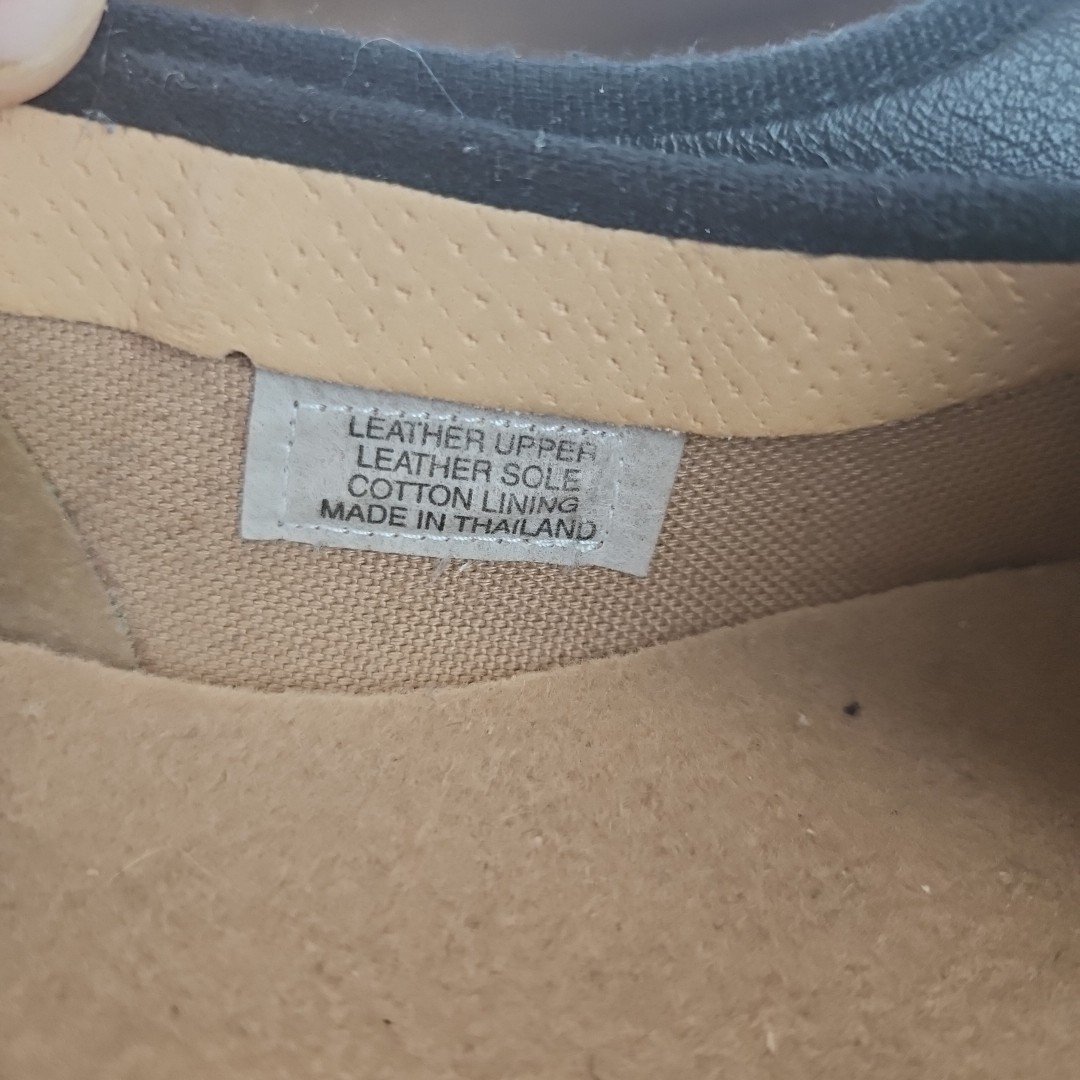 LEATHER UPPER
LEATHER SOLE
COTTON LINING
MADE IN THAILAND